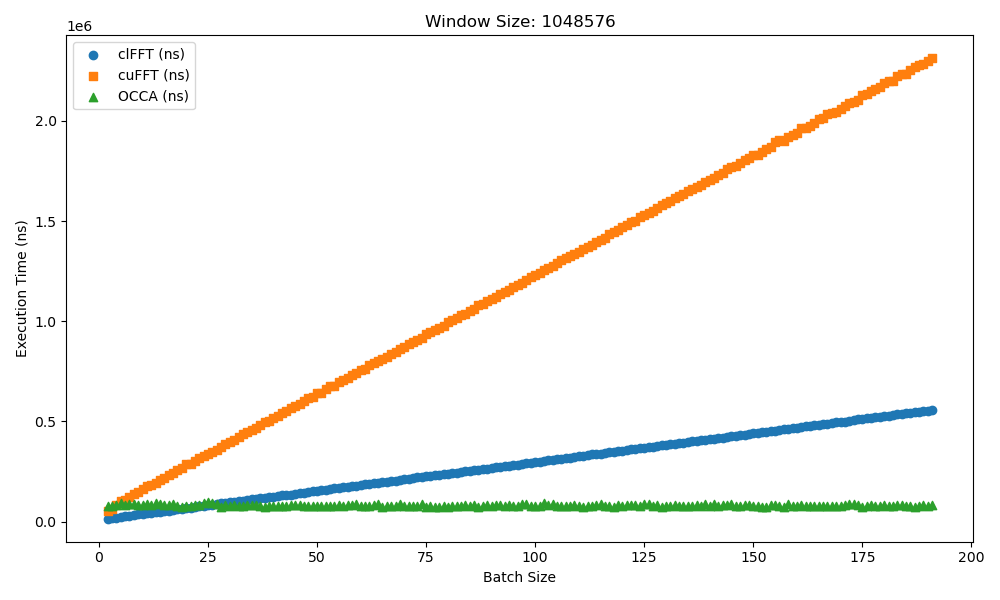 Window Size: 1048576
1e6
clFFT (ns)
cuFFT (ns)
OCCA (ns)
Execution Time (ns)
2.0
1.5
1.0
0.5
0.0
0 25 50 75 100 125 150 175 200
Batch Size